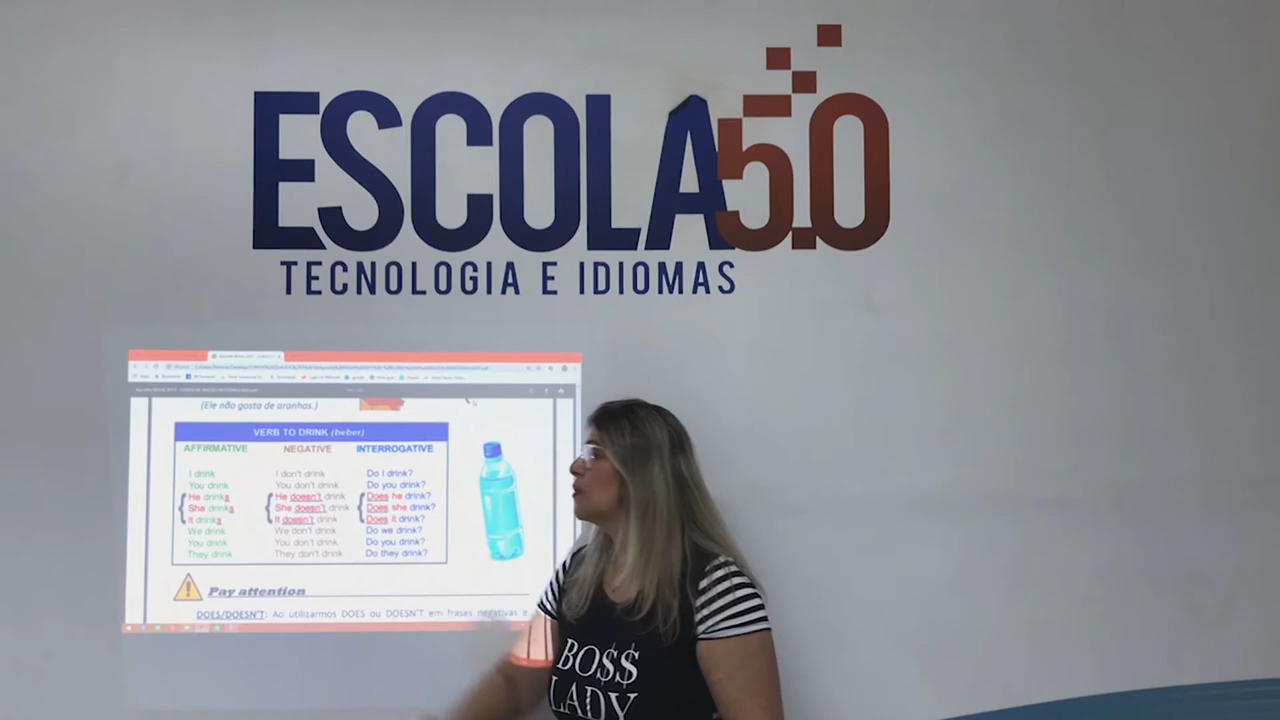 ESCOLA 5.0
TECNOLOGIA E IDIOMAS
(Ele não gosta de aranhas.)
VERB TO DRINK (beber)
AFFIRMATIVE NEGATIVE INTERROGATIVE
I drink I don't drink Do I drink?
You drink You don't drink Do you drink?
He drinks He doesn't drink Does he drink?
She drinks She doesn't drink Does she drink?
It drinks It doesn't drink Does it drink?
We drink We don't drink Do we drink?
You drink You don't drink Do you drink?
They drink They don't drink Do they drink?
Pay attention
DOES/DOESN'T: Ao utilizarmos DOES ou DOESN'T em frases negativas e
BO$$
LADY